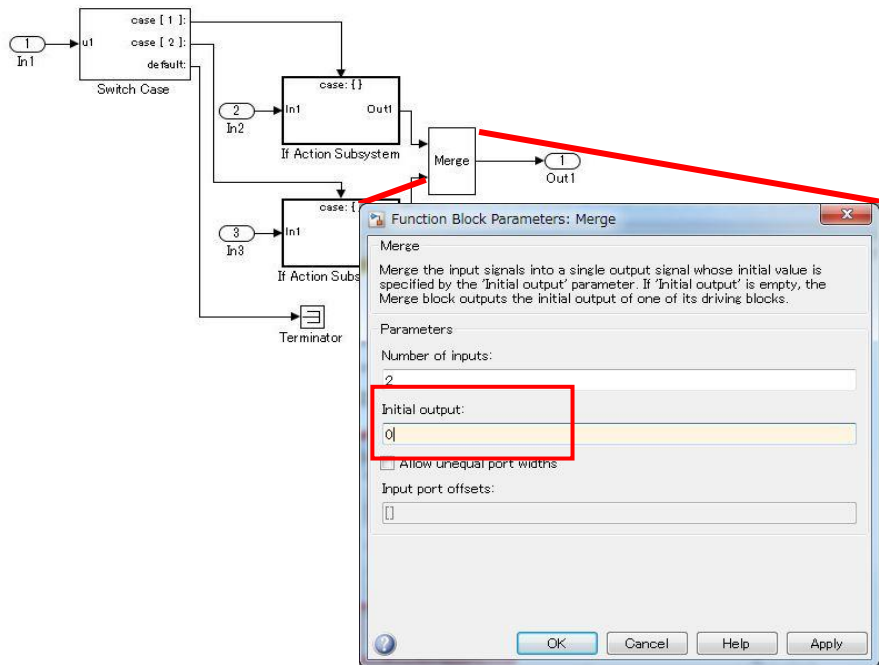 case [ 1 ]:
1
u1
case [ 2 ]:
In1
default:
Switch Case
case: { }
2
In1
Out1
In2
If Action Subsystem
Merge
1
Out1
case: {
3
In1
In3
If Action Subs
Terminator
Function Block Parameters: Merge
Merge
Merge the input signals into a single output signal whose initial value is
specified by the 'Initial output' parameter. If 'Initial output' is empty, the
Merge block outputs the initial output of one of its driving blocks.
Parameters
Number of inputs:
2
Initial output:
0
Allow unequal port widths
Input port offsets:
[]
OK
Cancel
Help
Apply